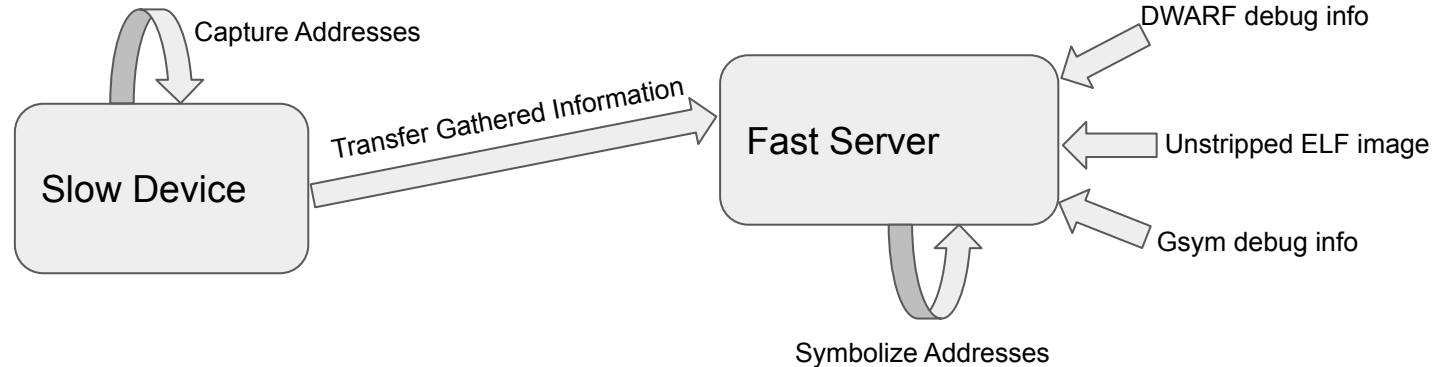 DWARF debug info
Capture Addresses
Transfer Gathered Information
Fast Server
Unstripped ELF image
Slow Device
Gsym debug info
Symbolize Addresses